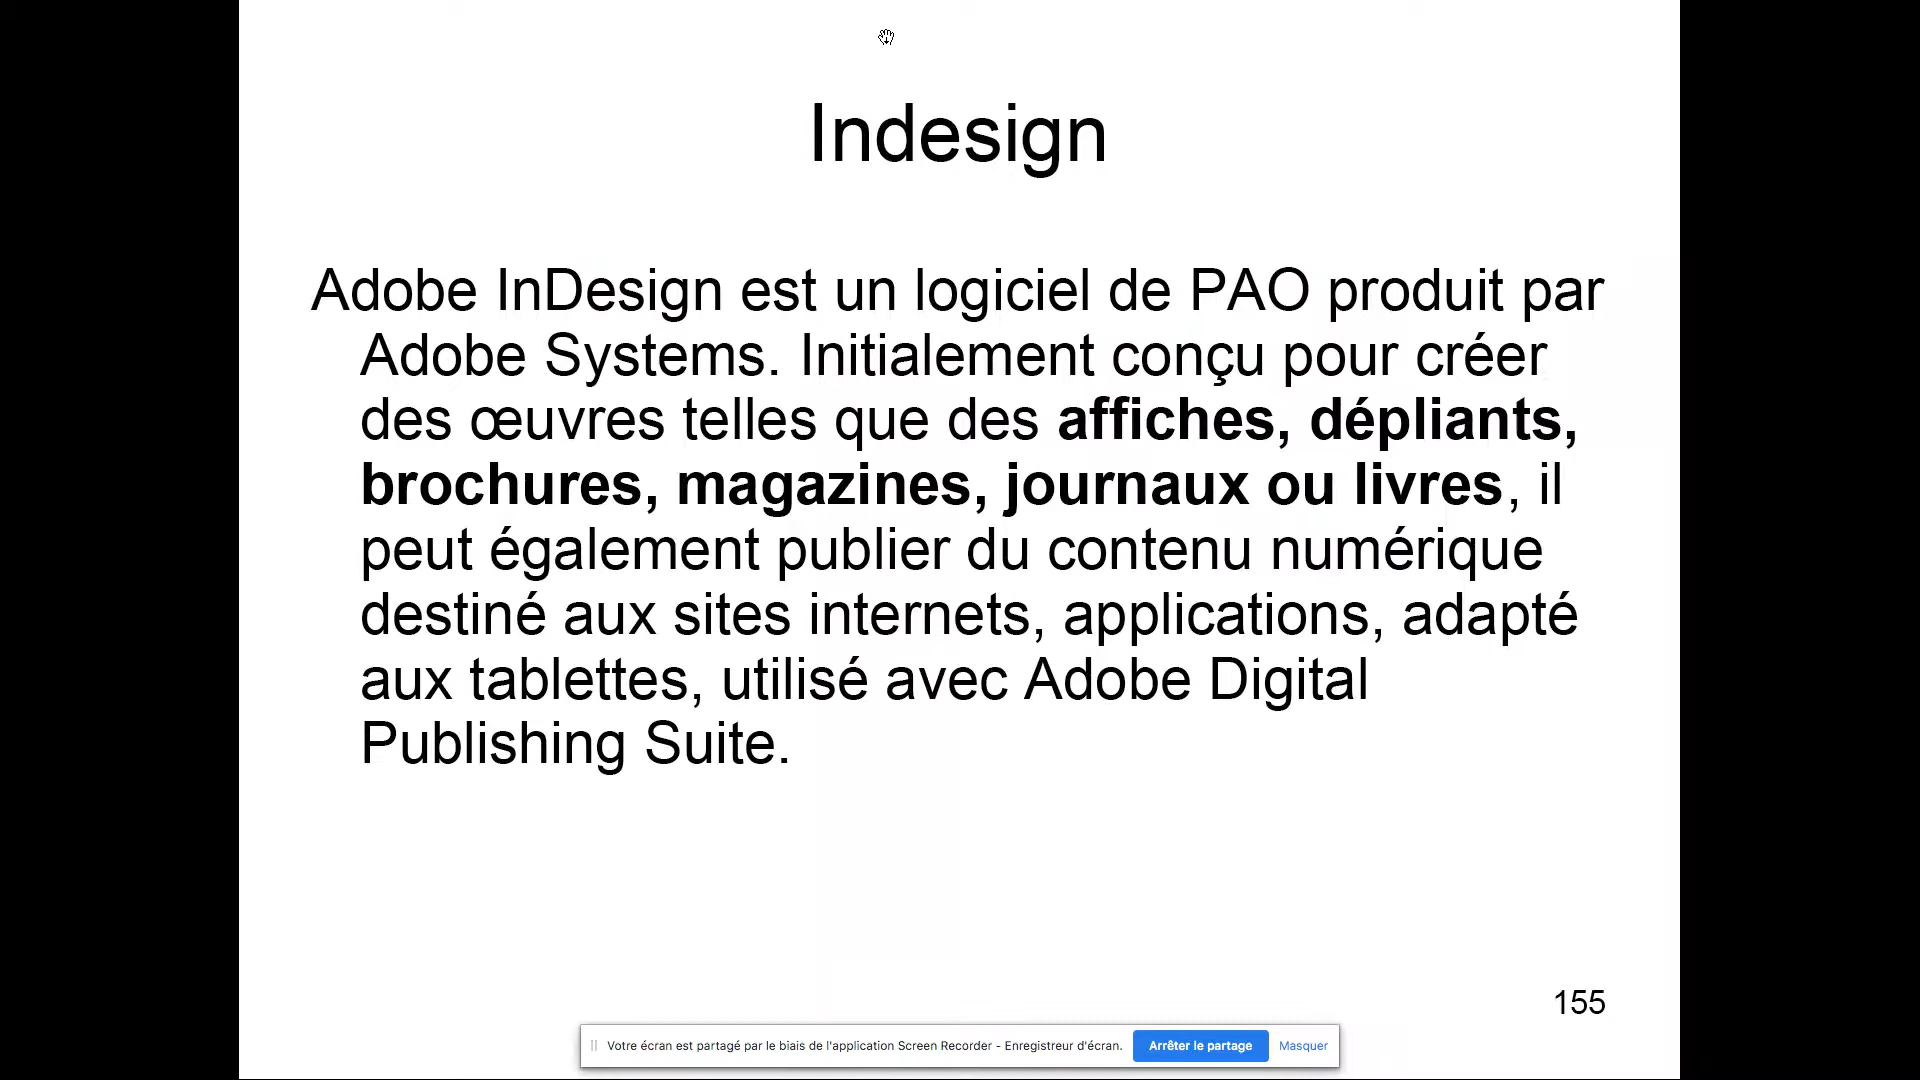 Indesign
Adobe InDesign est un logiciel de PAO produit par
Adobe Systems. Initialement conçu pour créer
des œuvres telles que des affiches, dépliants,
brochures, magazines, journaux ou livres, il
peut également publier du contenu numérique
destiné aux sites internets, applications, adapté
aux tablettes, utilisé avec Adobe Digital
Publishing Suite.
155
Votre écran est partagé par le biais de l'application Screen Recorder - Enregistreur d'écran. Arrêter le partage Masquer